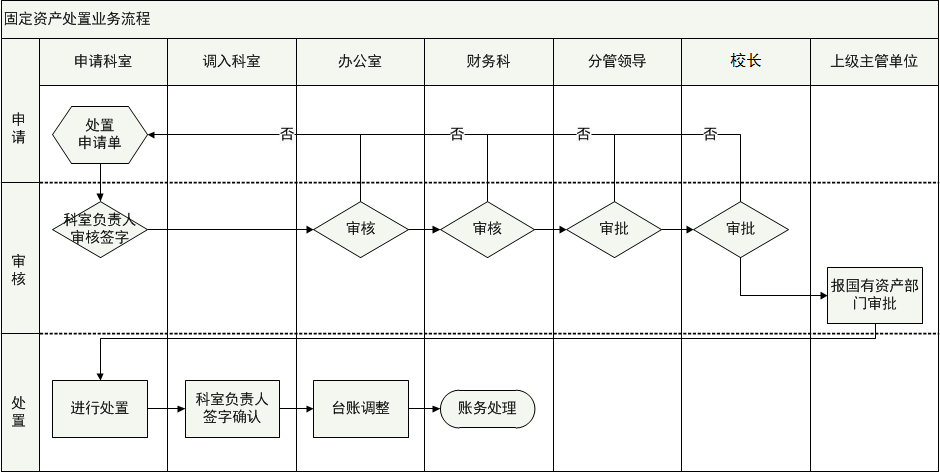 固定资产处置业务流程
申请科室
调入科室
办公室
财务科
分管领导
校长
上级主管单位
申
请
处置
申请单
否
否
否
否
审
核
科室负责人
审核签字
审核
审核
审批
审批
报国有资产部
门审批
处
置
进行处置
科室负责人
签字确认
台账调整
账务处理